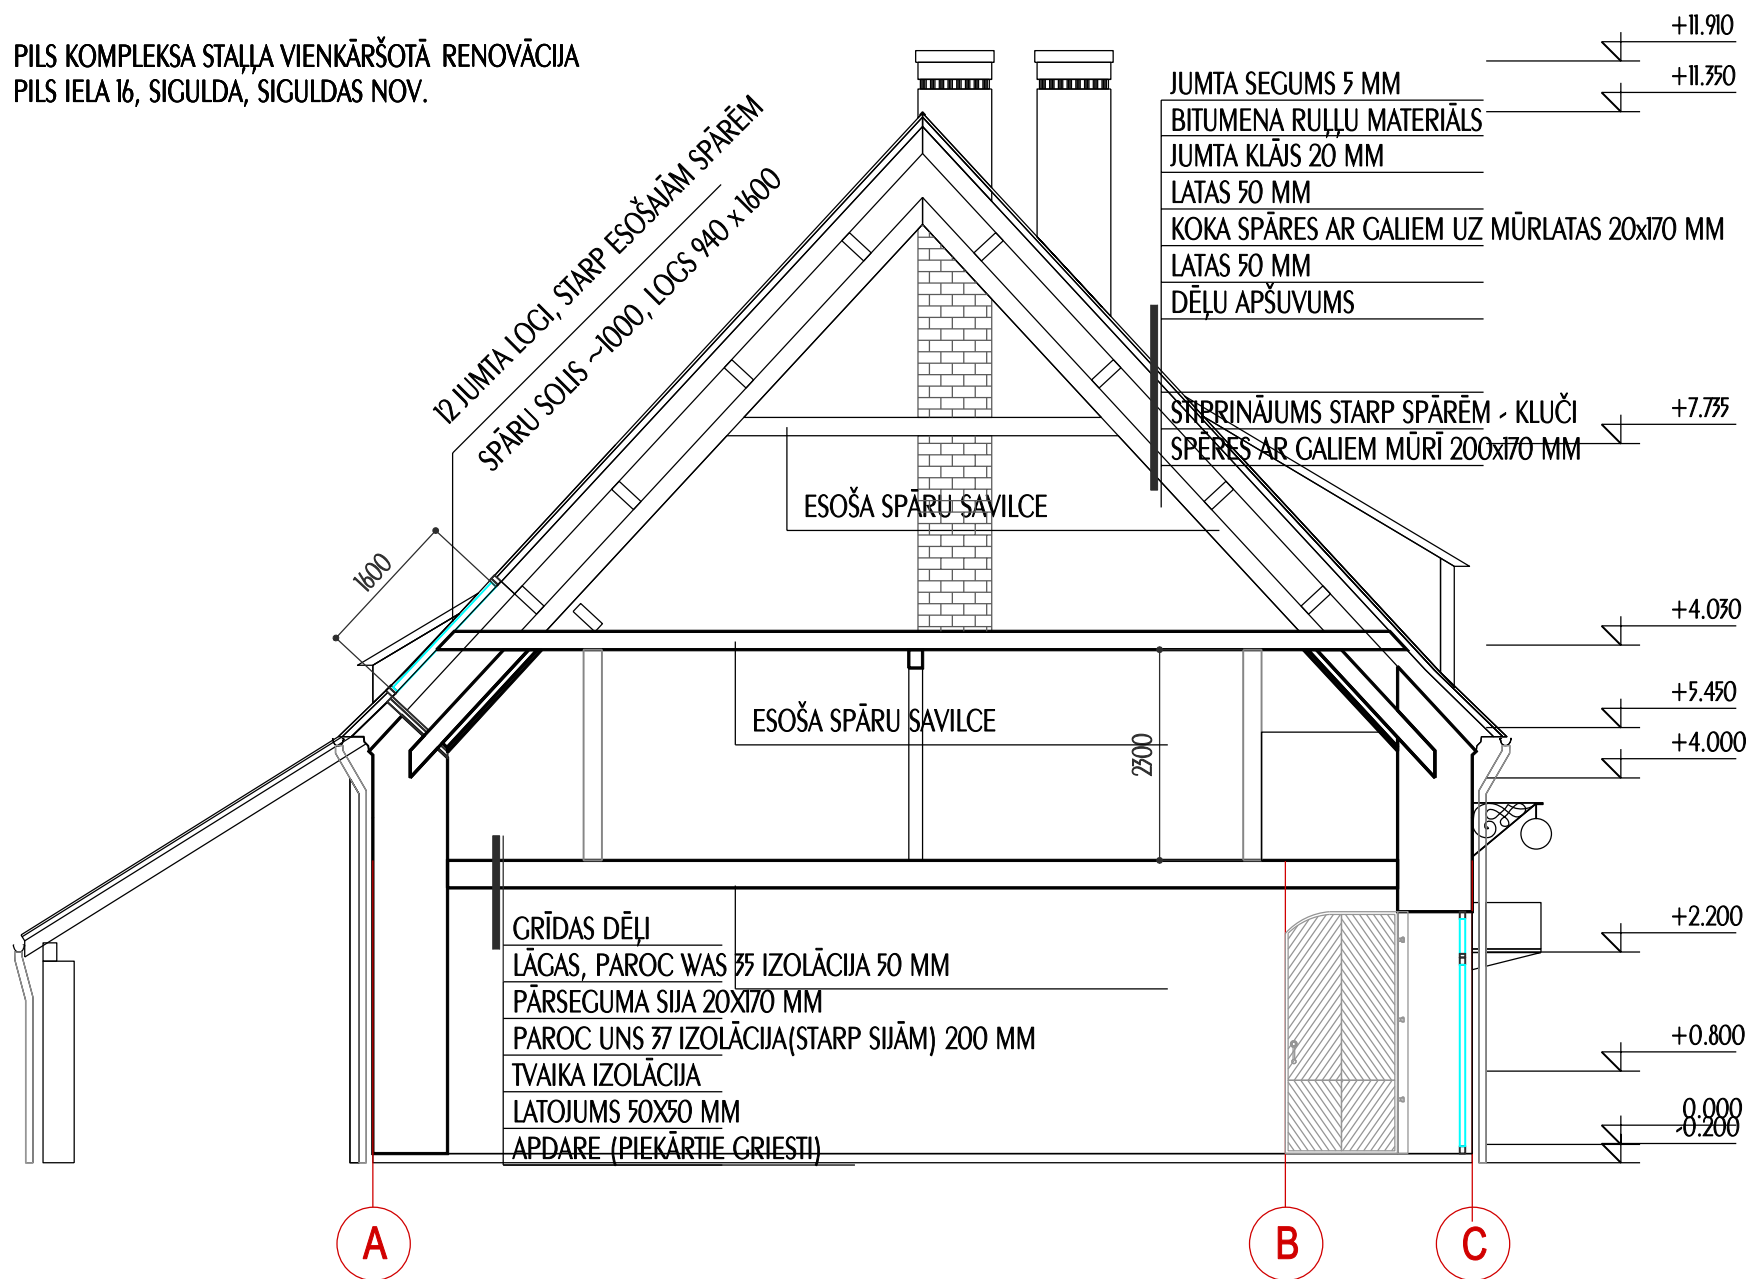 PILS KOMPLEKSA STAĻĻA VIENKĀRŠOTĀ RENOVĀCIJA
PILS IELA 16, SIGULDA, SIGULDAS NOV.
12 JUMTA LOGI, STARP ESOŠAJĀM SPĀRĒM
SPĀRU SOLIS ~1000, LOGS 940 x 1600
1600
JUMTA SEGUMS 5 MM
BITUMENA RUĻĻU MATERIĀLS
JUMTA KLĀJS 20 MM
LATAS 50 MM
KOKA SPĀRES AR GALIEM UZ MŪRLATAS 20x170 MM
LATAS 50 MM
DĒĻU APŠUVUMS
STIPRINĀJUMS STARP SPĀRĒM - KLUČI
SPĒRES AR GALIEM MŪRĪ 200x170 MM
ESOŠA SPĀRU SAVILCE
ESOŠA SPĀRU SAVILCE
2300
GRĪDAS DĒĻI
LĀGAS, PAROC WAS 35 IZOLĀCIJA 50 MM
PĀRSEGUMA SIJA 20X170 MM
PAROC UNS 37 IZOLĀCIJA(STARP SIJĀM) 200 MM
TVAIKA IZOLĀCIJA
LATOJUMS 50X50 MM
APDARE (PIEKĀRTIE GRIESTI)
+11.910
+11.350
+7.735
+4.030
+5.450
+4.000
+2.200
+0.800
0.000
-0.200
A
B
C